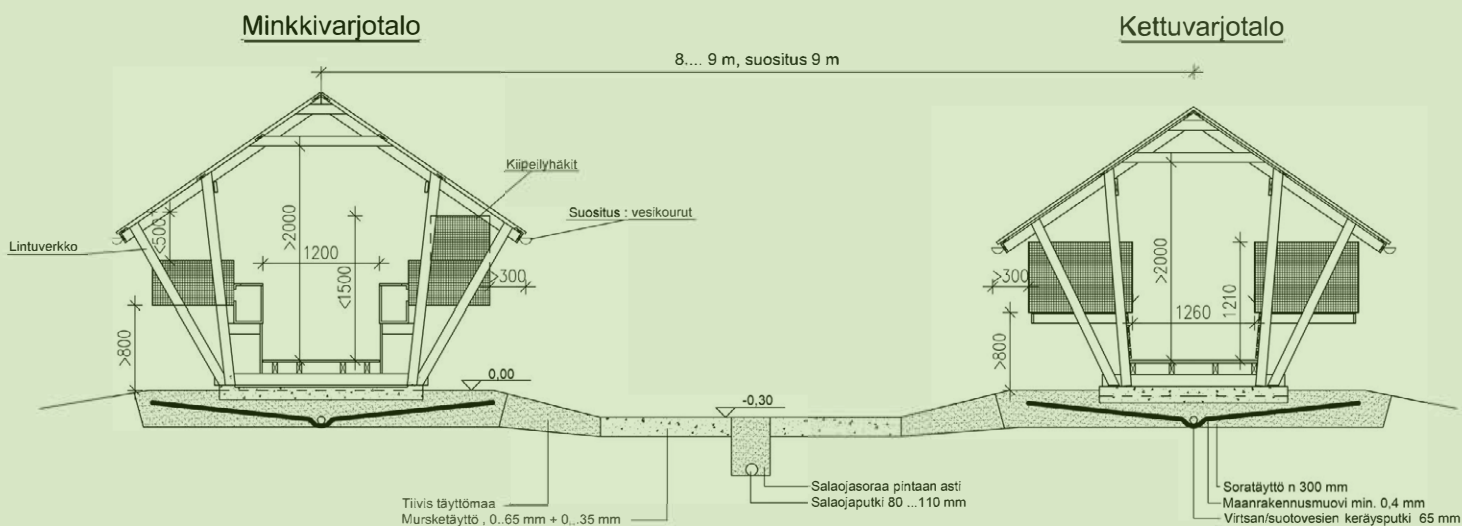 Minkkivarjotalo
Kettuvarjotalo
8.... 9 m, suositus 9 m
Kiipeilyhäkit
Suositus : vesikourut
Lintuverkko
<500
>2000
1200
<1500
>300
>800
0,00
-0,30
>300
>2000
1260
1210
>800
Tiivis täyttömaa
Mursketäyttö , 0..65 mm + 0...35 mm
Salaojasoraa pintaan asti
Salaojaputki 80 ...110 mm
Soratäyttö n 300 mm
Maanrakennusmuovi min. 0,4 mm
Virtsan/suotovesien keräysputki 65 mm